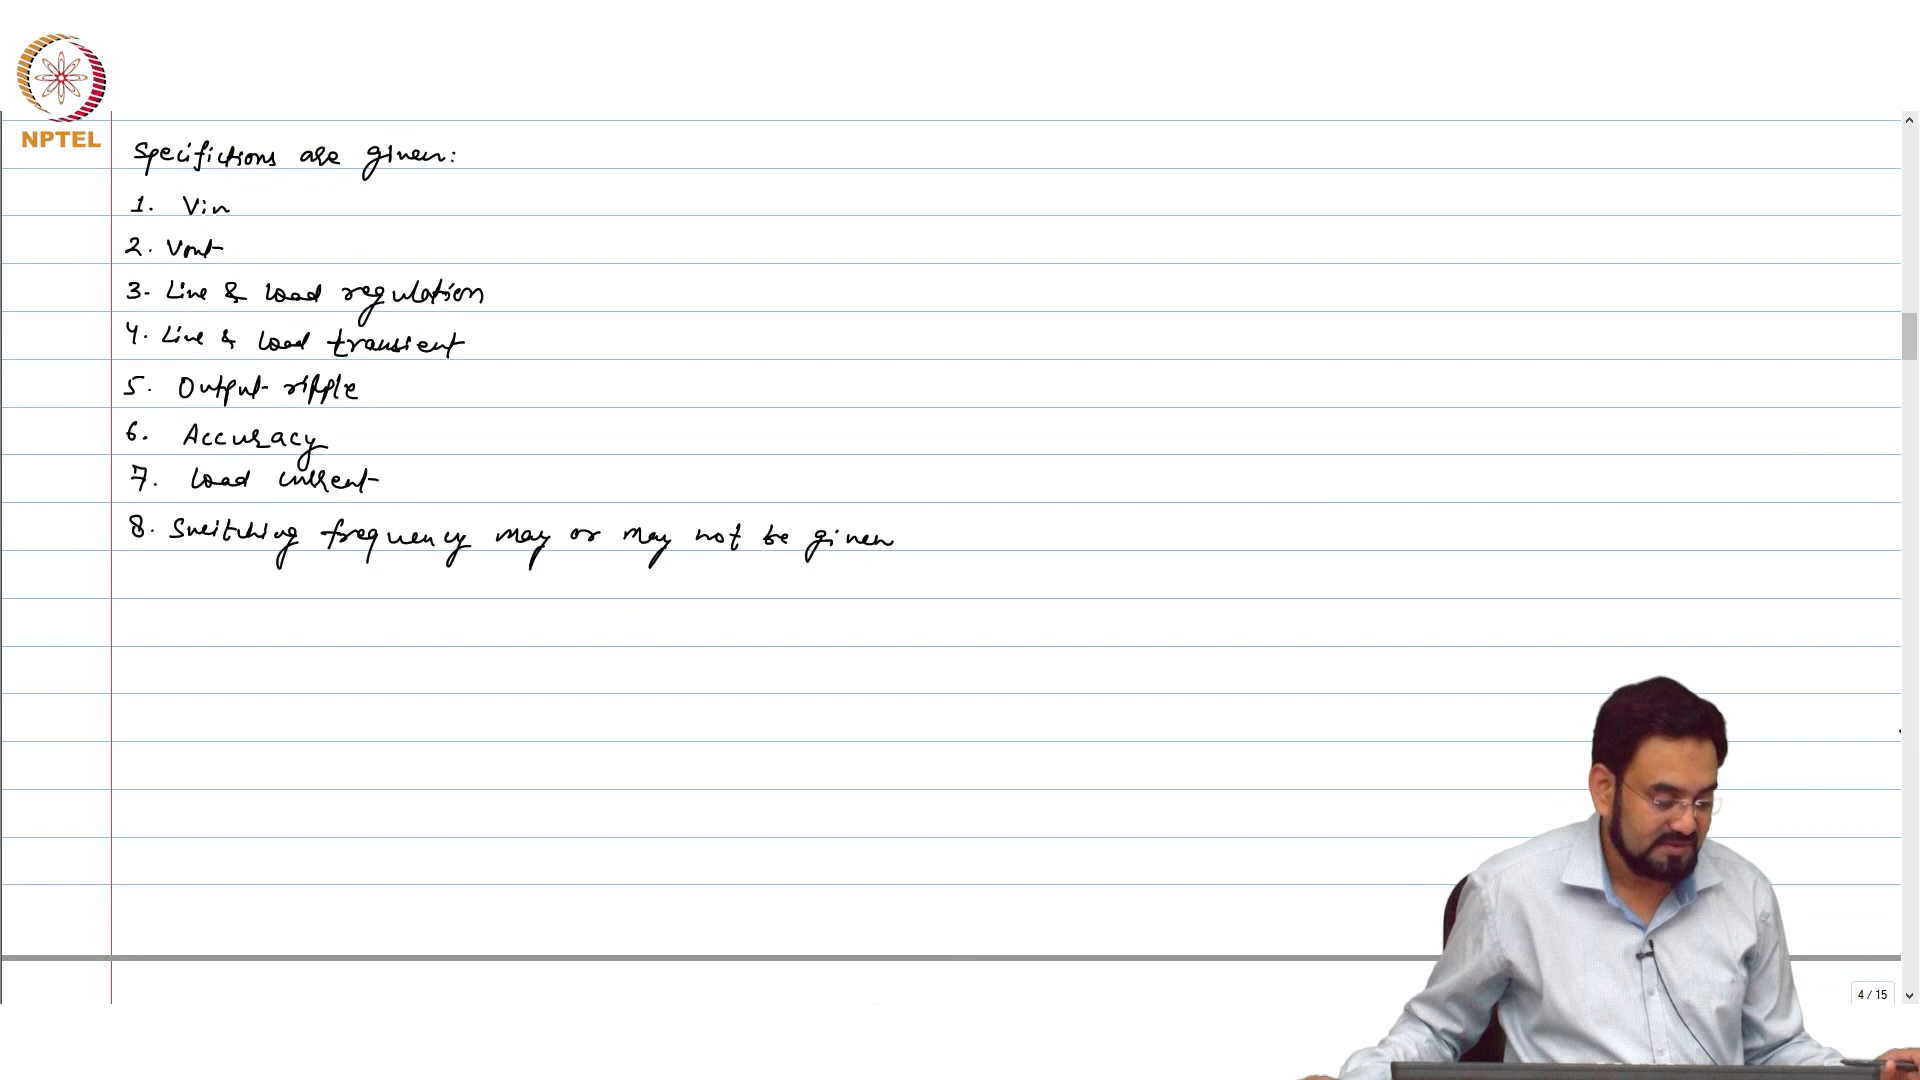 NPTEL
Specifictions are given:
1. Vin
2. Vout
3. Line & Load regulation
4. Line & Load transient
5. Output ripple
6. Accuracy
7. Load current
8. Switching frequency may or may not be given
4 / 15